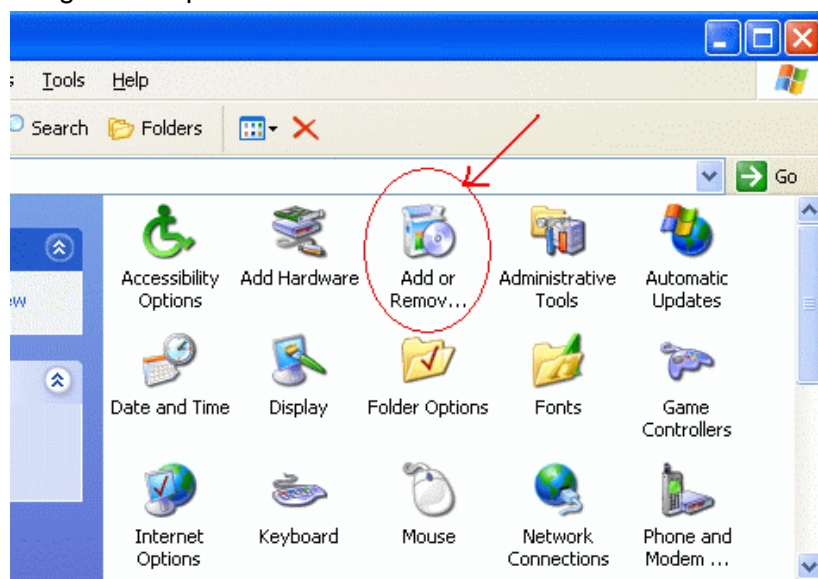 Tools Help
Search Folders
Go
Accessibility Options
Add Hardware
Add or Remov...
Administrative Tools
Automatic Updates
Date and Time
Display
Folder Options
Fonts
Game Controllers
Internet Options
Keyboard
Mouse
Network Connections
Phone and Modem ...